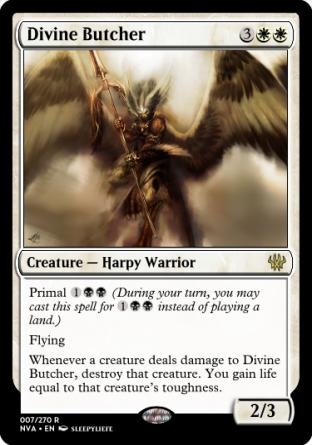 Divine Butcher 3
Creature — Harpy Warrior
Primal 1 (During your turn, you may
cast this spell for 1 instead of playing a
land.)
Flying
Whenever a creature deals damage to Divine
Butcher, destroy that creature. You gain life
equal to that creature's toughness.
2/3
007/270 R
NVA • EN SLEEPYLIEFE